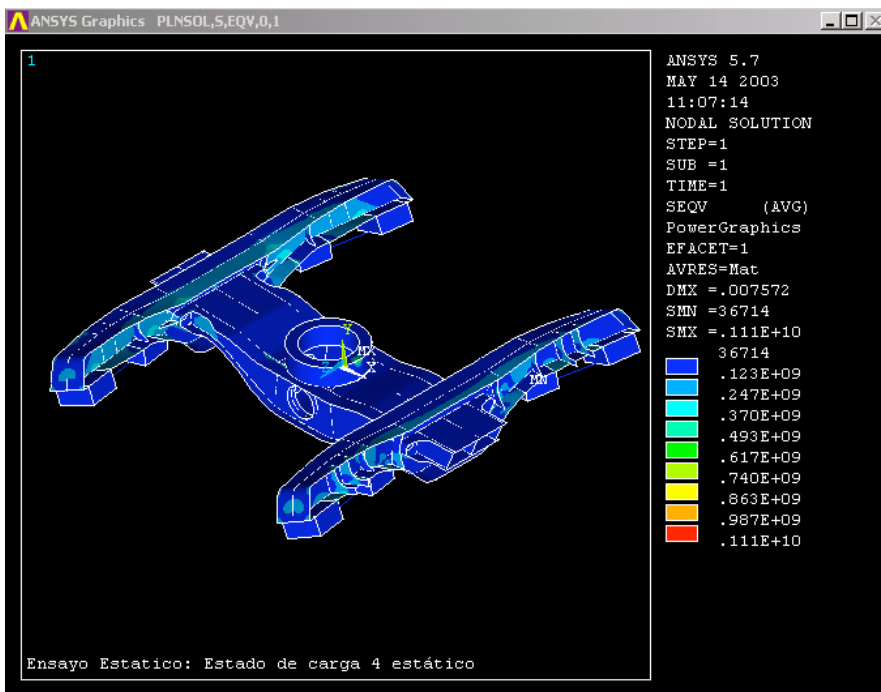 ANSYS Graphics PLNSOL,S,EQV,0,1
1
ANSYS 5.7
MAY 14 2003
11:07:14
NODAL SOLUTION
STEP=1
SUB =1
TIME=1
SEQV (AVG)
PowerGraphics
EFACET=1
AVRES=Mat
DMX =.007572
SMN =36714
SMX =.111E+10
36714
.123E+09
.247E+09
.370E+09
.493E+09
.617E+09
.740E+09
.863E+09
.987E+09
.111E+10
Y
MX
X
Z
MN
Ensayo Estatico: Estado de carga 4 estático